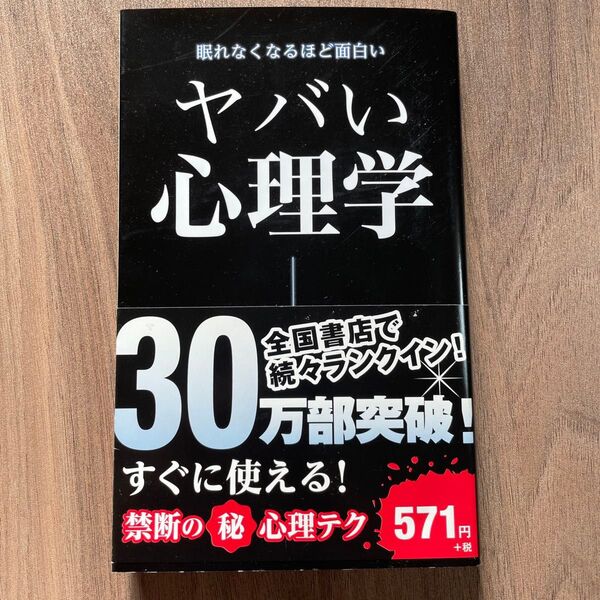 眠れなくなるほど面白い
ヤバい
心理学
全国書店で
続々ランクイン!
30万部突破!
すぐに使える!
禁断の㊙心理テク
571円
+税